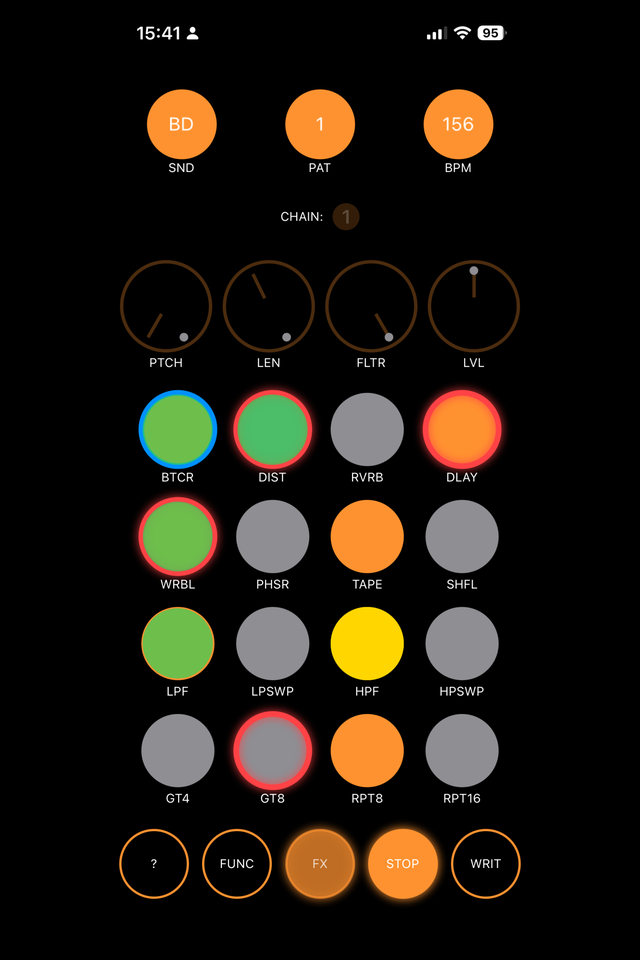 15:41 95
BD 1 156
SND PAT BPM
CHAIN: 1
PTCH LEN FLTR LVL
BTCR DIST RVRB DLAY
WRBL PHSR TAPE SHFL
LPF LPSWP HPF HPSWP
GT4 GT8 RPT8 RPT16
? FUNC FX STOP WRIT